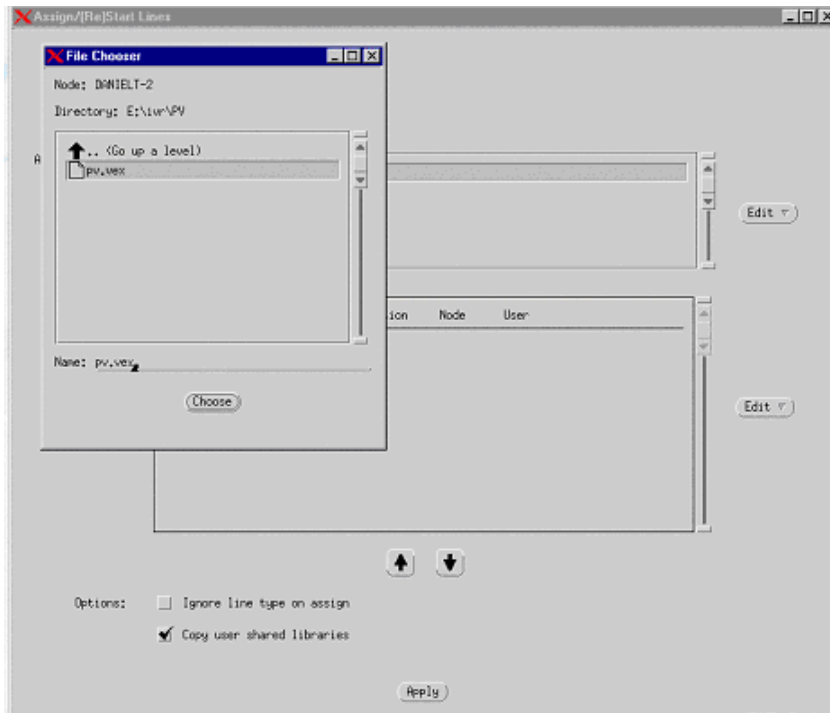 Assign/[Re]Start Lines
File Chooser
Node: DANIELT-2
Directory: E:\ivr\PV
.. (Go up a level)
pv.vex
Name: pv.vex
Choose
A
Edit
ion Node User
Edit
Options: Ignore line type on assign
Copy user shared libraries
Apply